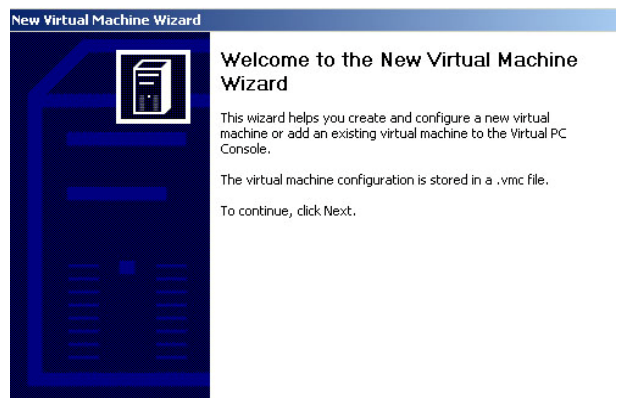 New Virtual Machine Wizard
Welcome to the New Virtual Machine
Wizard
This wizard helps you create and configure a new virtual
machine or add an existing virtual machine to the Virtual PC
Console.
The virtual machine configuration is stored in a .vmc file.
To continue, click Next.